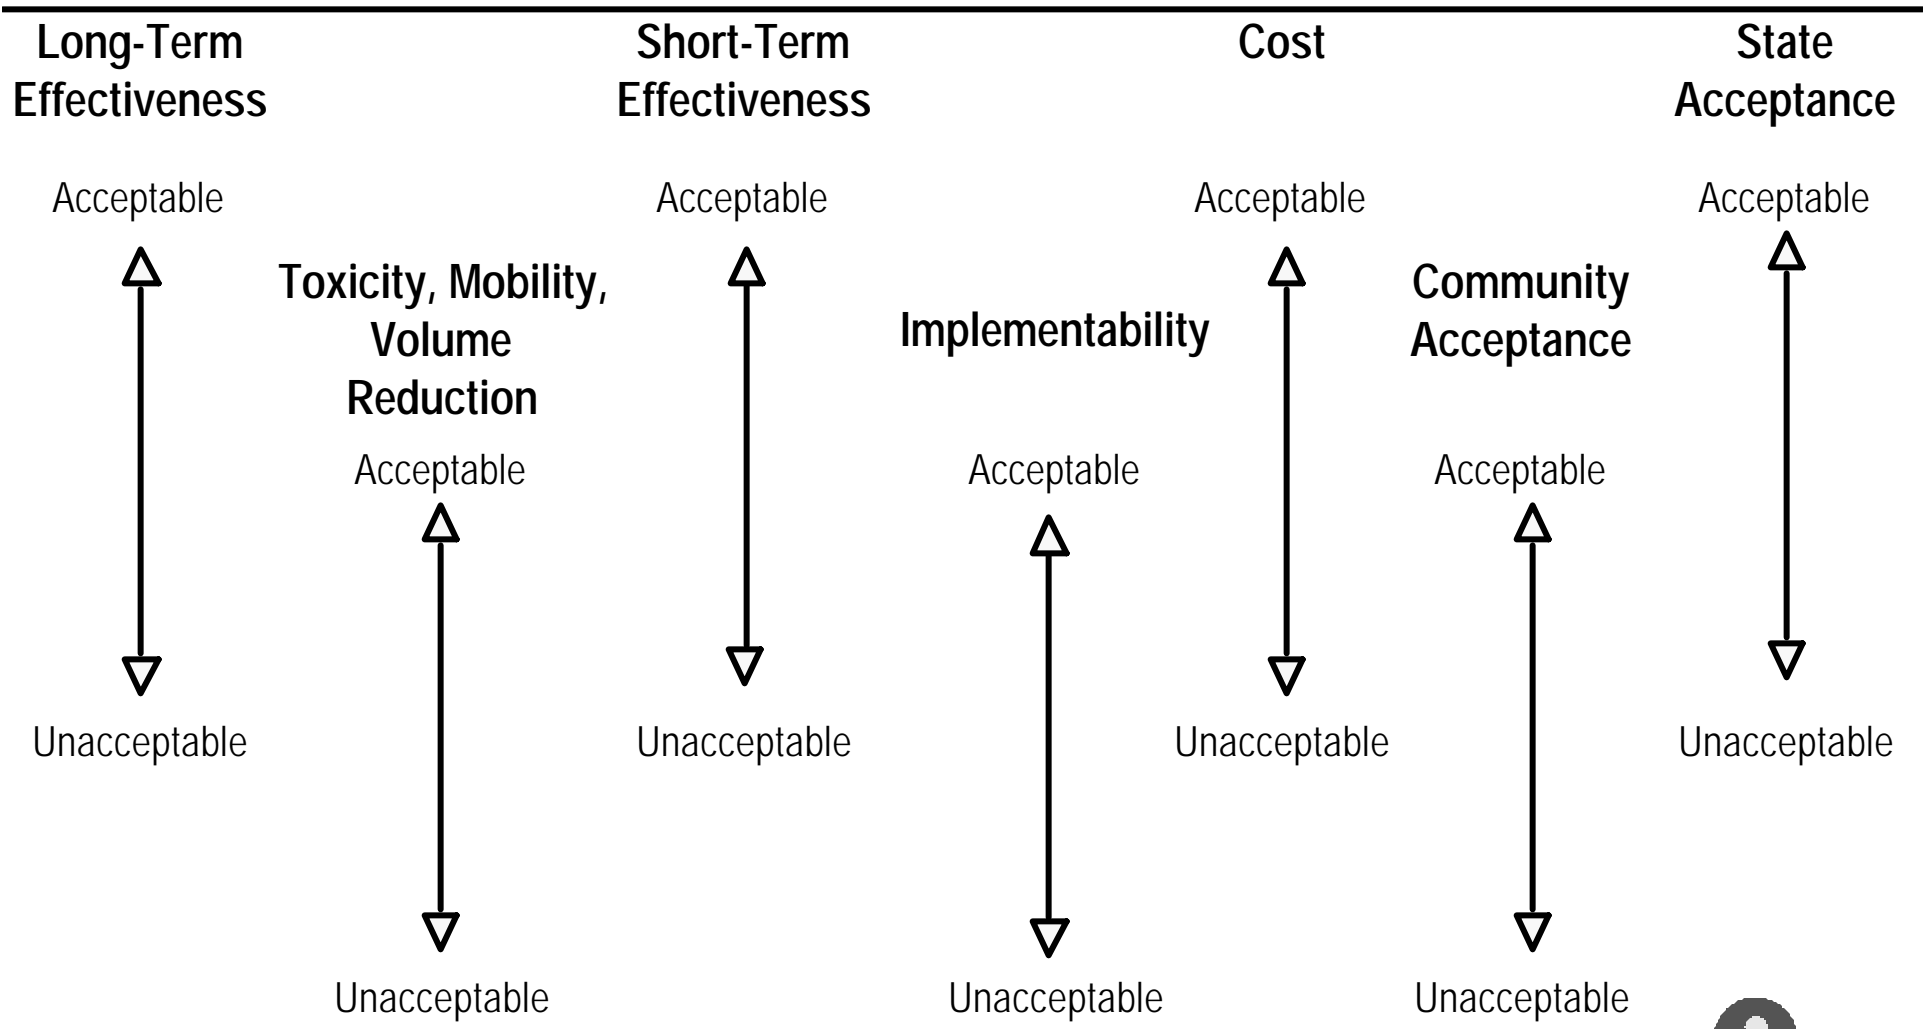 Long-Term
Effectiveness
Acceptable
Unacceptable
Toxicity, Mobility,
Volume
Reduction
Acceptable
Unacceptable
Short-Term
Effectiveness
Acceptable
Unacceptable
Implementability
Acceptable
Unacceptable
Cost
Acceptable
Unacceptable
Community
Acceptance
Acceptable
Unacceptable
State
Acceptance
Acceptable
Unacceptable